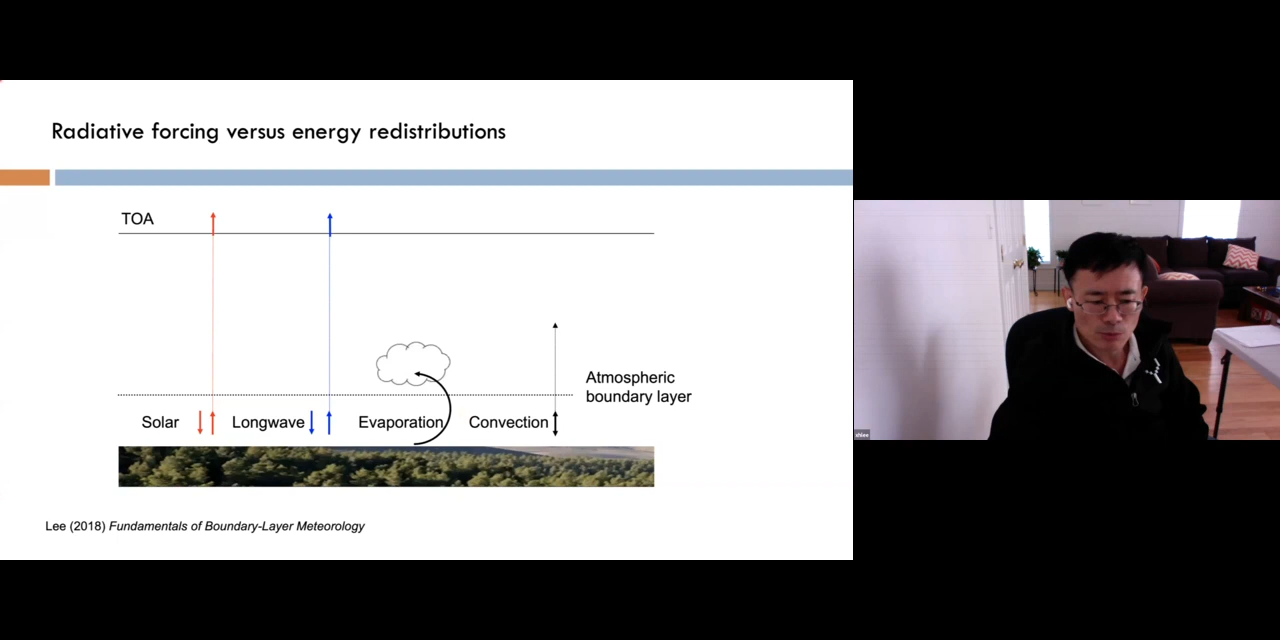 Radiative forcing versus energy redistributions
TOA
Atmospheric
boundary layer
Solar
Longwave
Evaporation
Convection
Lee (2018) Fundamentals of Boundary-Layer Meteorology
xhlee